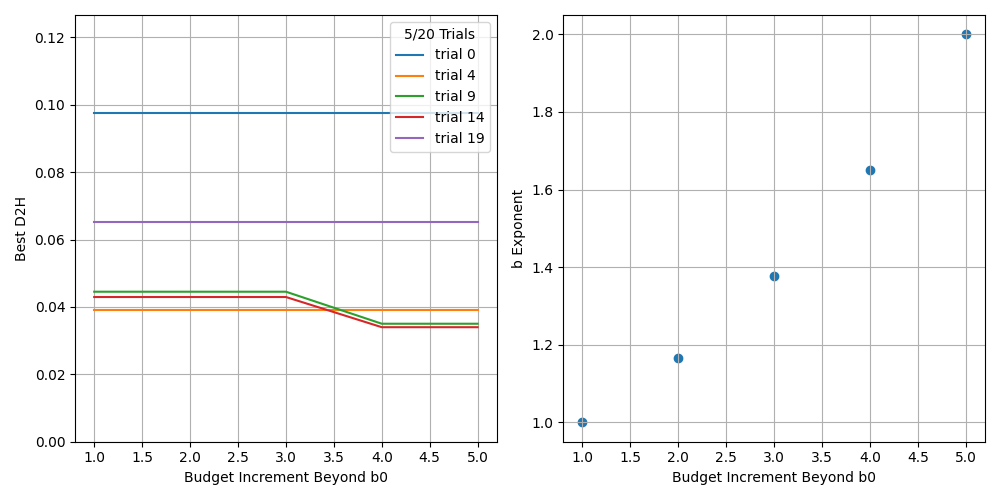 0.12
0.10
0.08
0.06
0.04
0.02
0.00
Best D2H
5/20 Trials
trial 0
trial 4
trial 9
trial 14
trial 19
1.0 1.5 2.0 2.5 3.0 3.5 4.0 4.5 5.0
Budget Increment Beyond b0
2.0
1.8
1.6
1.4
1.2
1.0
b Exponent
1.0 1.5 2.0 2.5 3.0 3.5 4.0 4.5 5.0
Budget Increment Beyond b0